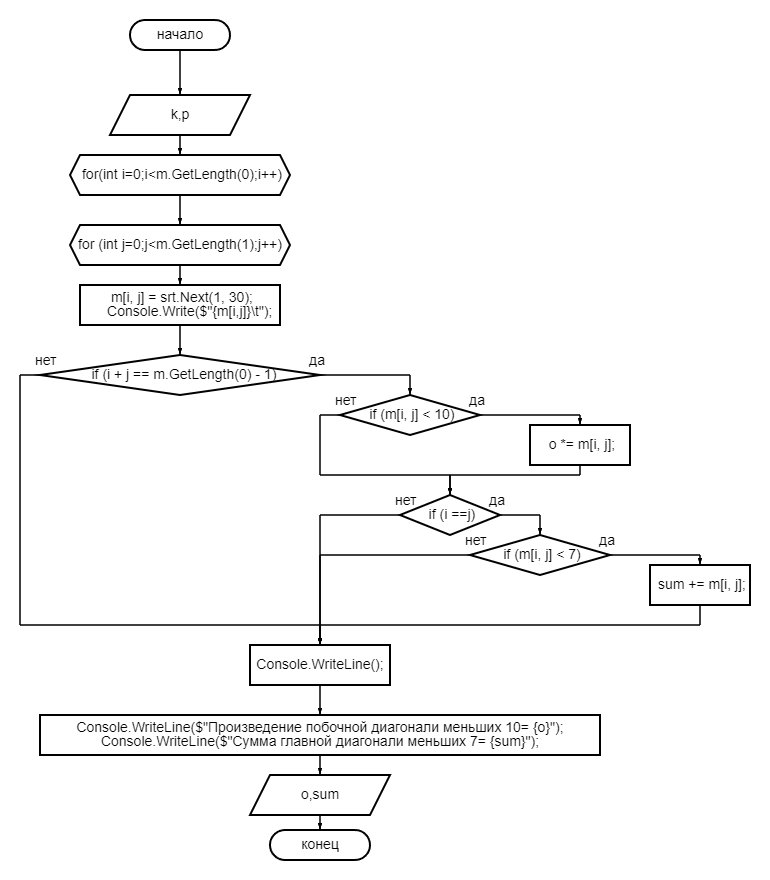 начало
k,p
for(int i=0;i<m.GetLength(0);i++)
for (int j=0;j<m.GetLength(1);j++)
m[i, j] = srt.Next(1, 30);
Console.Write($"{m[i,j]}\t");
нет
да
if (i + j == m.GetLength(0) - 1)
нет
да
if (m[i, j] < 10)
o *= m[i, j];
нет
да
if (i ==j)
нет
да
if (m[i, j] < 7)
sum += m[i, j];
Console.WriteLine();
Console.WriteLine($"Произведение побочной диагонали меньших 10= {o}");
Console.WriteLine($"Сумма главной диагонали меньших 7= {sum}");
o,sum
конец